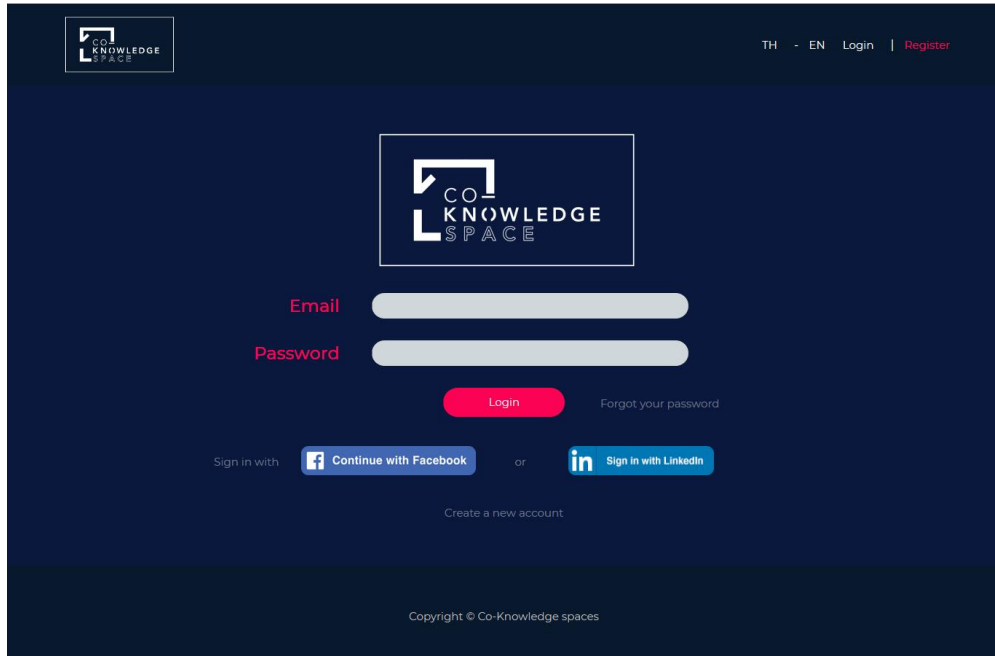 CO-
KNOWLEDGE
SPACE
TH - EN Login | Register
CO-
KNOWLEDGE
SPACE
Email
Password
Login Forgot your password
Sign in with Continue with Facebook or in Sign in with LinkedIn
Create a new account
Copyright © Co-Knowledge spaces